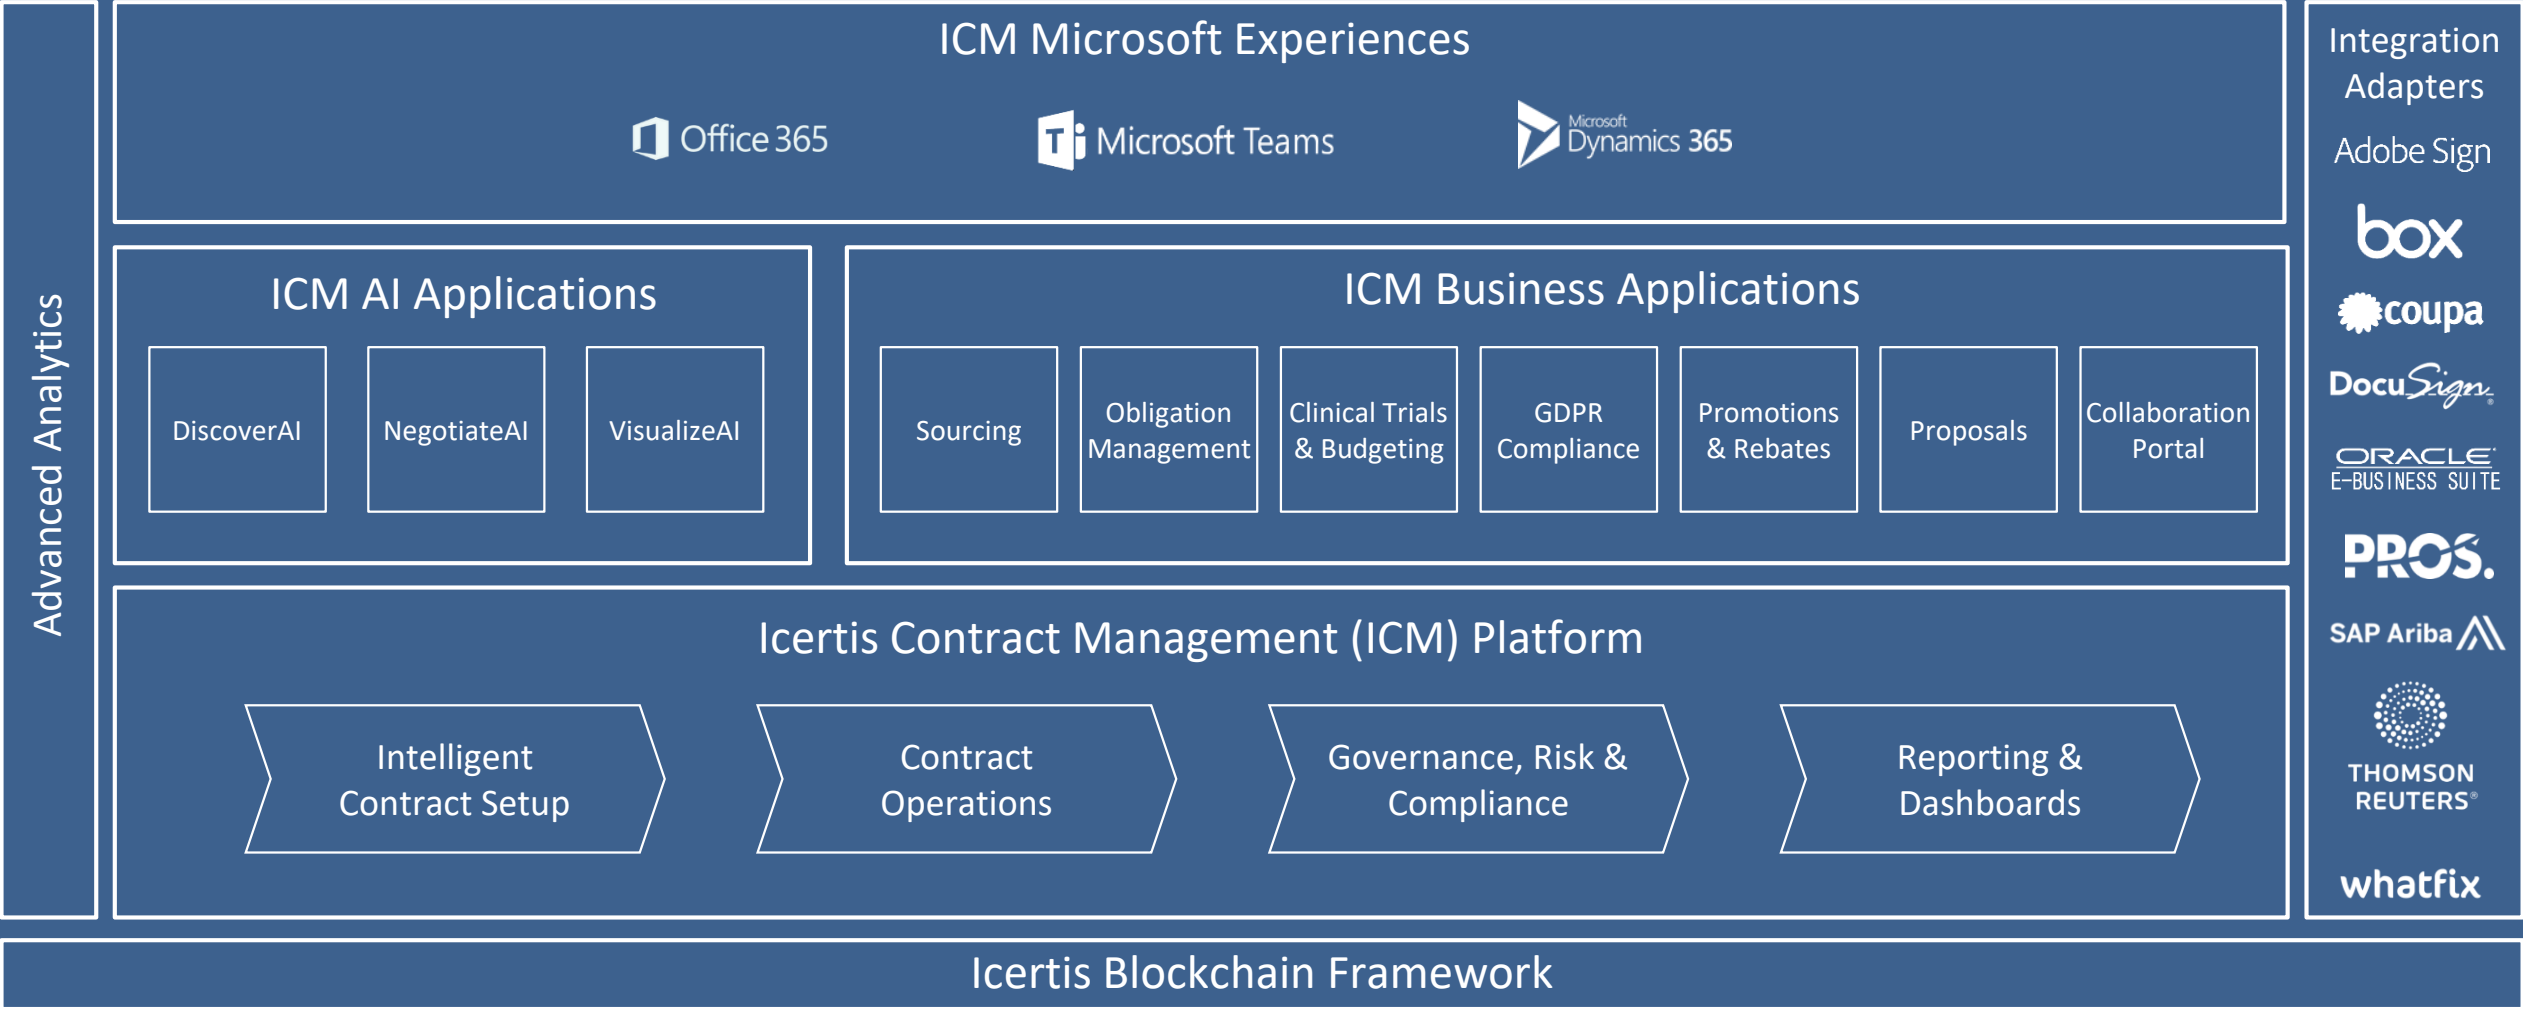 Advanced Analytics
ICM Microsoft Experiences
Office 365
Microsoft Teams
Microsoft
Dynamics 365
ICM AI Applications
DiscoverAI
NegotiateAI
VisualizeAI
ICM Business Applications
Sourcing
Obligation
Management
Clinical Trials
& Budgeting
GDPR
Compliance
Promotions
& Rebates
Proposals
Collaboration
Portal
Icertis Contract Management (ICM) Platform
Intelligent
Contract Setup
Contract
Operations
Governance, Risk &
Compliance
Reporting &
Dashboards
Integration
Adapters
Adobe Sign
box
coupa
DocuSign®
ORACLE
E-BUSINESS SUITE
PROS.
SAP Ariba
THOMSON
REUTERS®
whatfix
Icertis Blockchain Framework